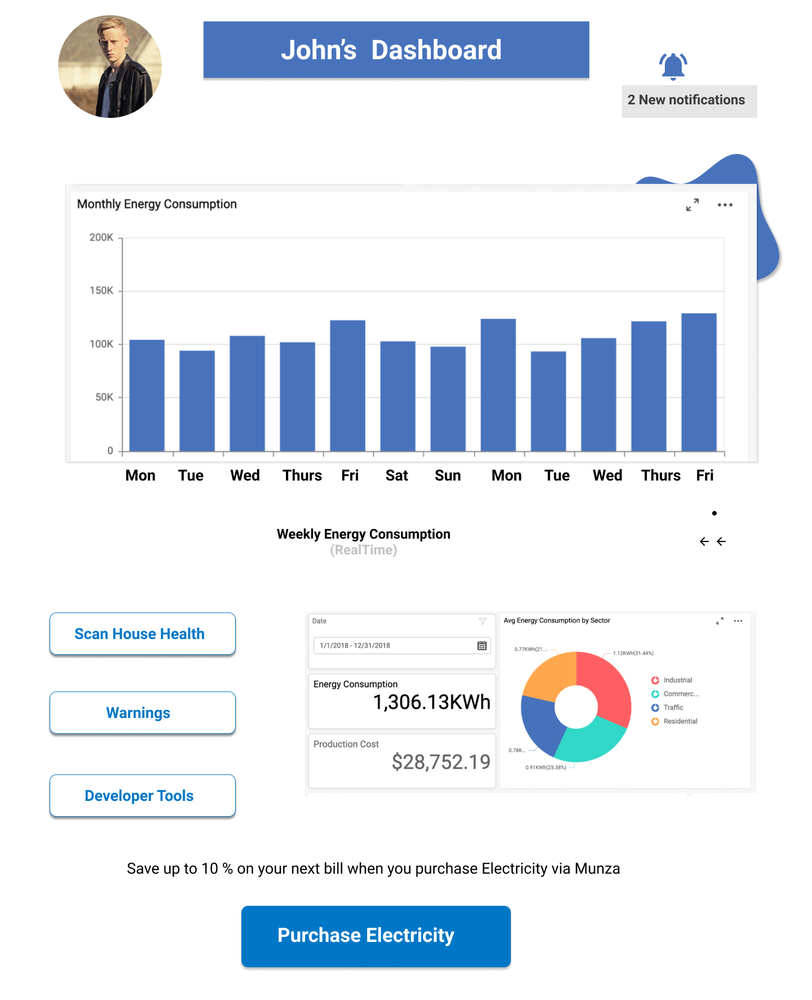 John’s  Dashboard
2 New notifications
Monthly Energy Consumption
200K
150K
100K
50K
0
Mon Tue Wed Thurs Fri Sat Sun Mon Tue Wed Thurs Fri
Weekly Energy Consumption
(RealTime)
Scan House Health
Warnings
Developer Tools
Date
1/1/2018 - 12/31/2018
Energy Consumption
1,306.13KWh
Production Cost
$28,752.19
Avg Energy Consumption by Sector
0.77KWh(21....
1.12KWh(31.44%)
0.78K...
0.91KWh(25.38%)
Industrial
Commerc...
Traffic
Residential
Save up to 10 % on your next bill when you purchase Electricity via Munza
Purchase Electricity